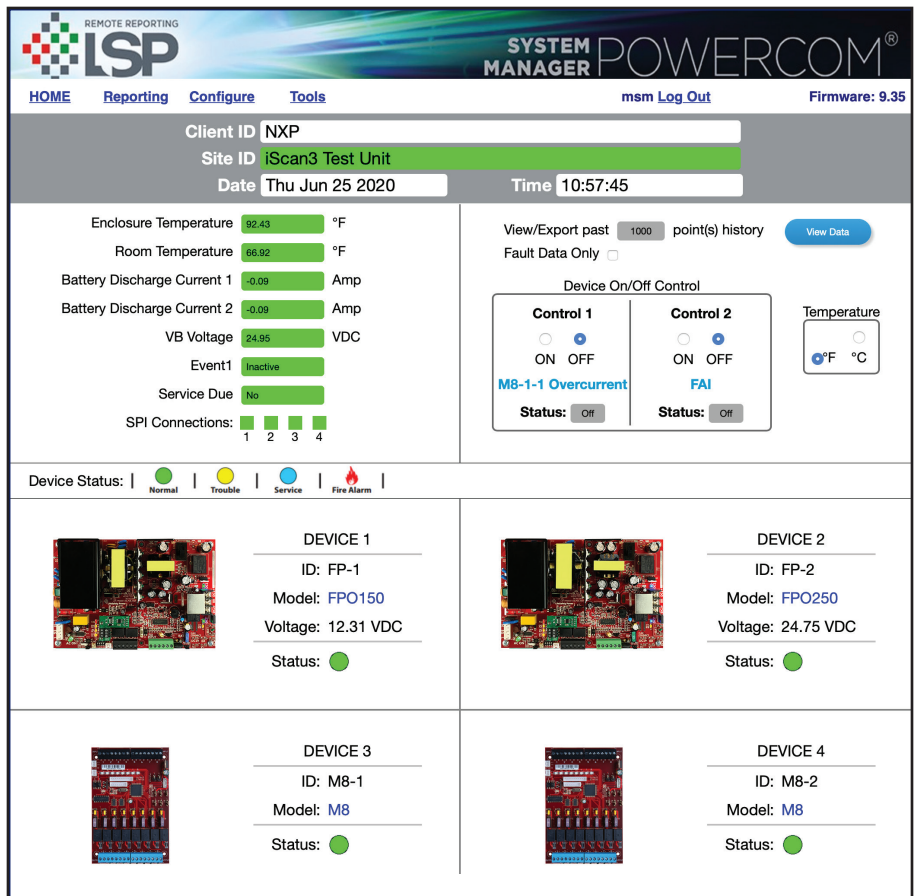 REMOTE REPORTING
LSP
SYSTEM MANAGER POWERCOM®
HOME Reporting Configure Tools msm Log Out Firmware: 9.35
Client ID NXP
Site ID iScan3 Test Unit
Date Thu Jun 25 2020 Time 10:57:45
Enclosure Temperature 92.43 °F
Room Temperature 66.92 °F
Battery Discharge Current 1 -0.09 Amp
Battery Discharge Current 2 -0.09 Amp
VB Voltage 24.95 VDC
Event1 Inactive
Service Due No
SPI Connections:
1 2 3 4
View/Export past 1000 point(s) history View Data
Fault Data Only
Device On/Off Control
Control 1 Control 2
ON OFF ON OFF
M8-1-1 Overcurrent FAI
Status: Off Status: Off
Temperature
°F °C
Device Status: | Normal | Trouble | Service | Fire Alarm |
DEVICE 1
ID: FP-1
Model: FPO150
Voltage: 12.31 VDC
Status:
DEVICE 2
ID: FP-2
Model: FPO250
Voltage: 24.75 VDC
Status:
DEVICE 3
ID: M8-1
Model: M8
Status:
DEVICE 4
ID: M8-2
Model: M8
Status: